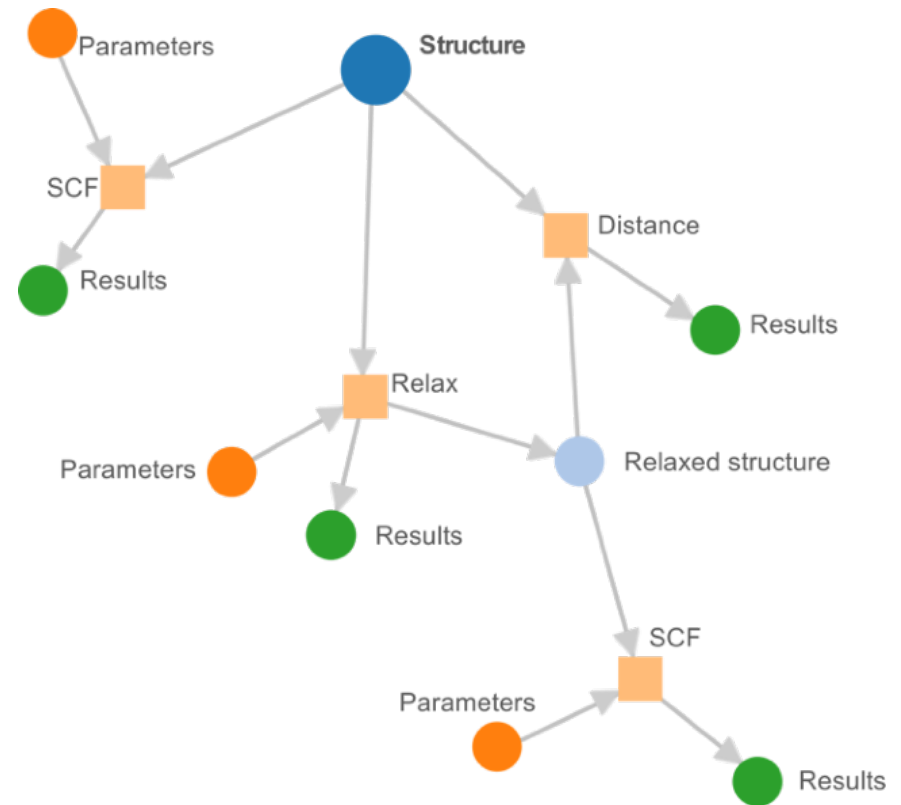 Parameters
Structure
SCF
Distance
Results
Results
Relax
Parameters
Relaxed structure
Results
SCF
Parameters
Results